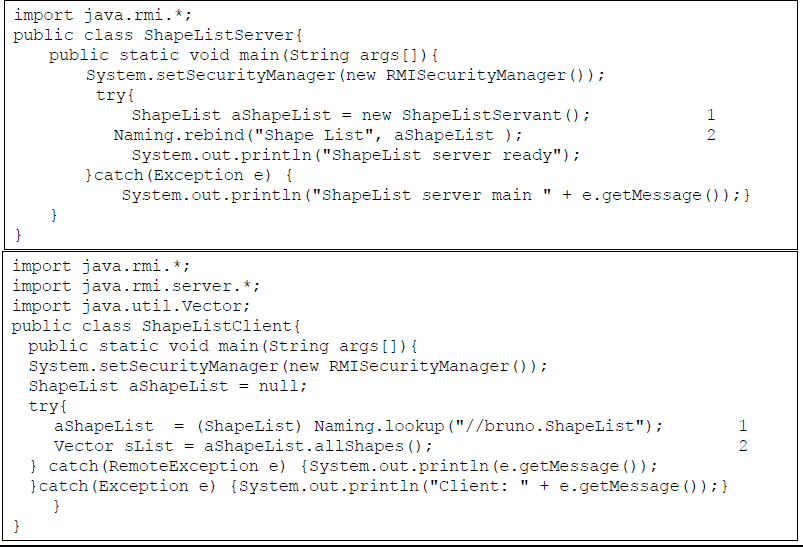 import java.rmi.*;
public class ShapeListServer{
public static void main(String args[]){
System.setSecurityManager(new RMISecurityManager());
try{
ShapeList aShapeList = new ShapeListServant(); 1
Naming.rebind("Shape List", aShapeList ); 2
System.out.println("ShapeList server ready");
}catch(Exception e) {
System.out.println("ShapeList server main " + e.getMessage());}
}
}
import java.rmi.*;
import java.rmi.server.*;
import java.util.Vector;
public class ShapeListClient{
public static void main(String args[]){
System.setSecurityManager(new RMISecurityManager());
ShapeList aShapeList = null;
try{
aShapeList = (ShapeList) Naming.lookup("//bruno.ShapeList"); 1
Vector sList = aShapeList.allShapes(); 2
} catch(RemoteException e) {System.out.println(e.getMessage());
}catch(Exception e) {System.out.println("Client: " + e.getMessage());}
}
}